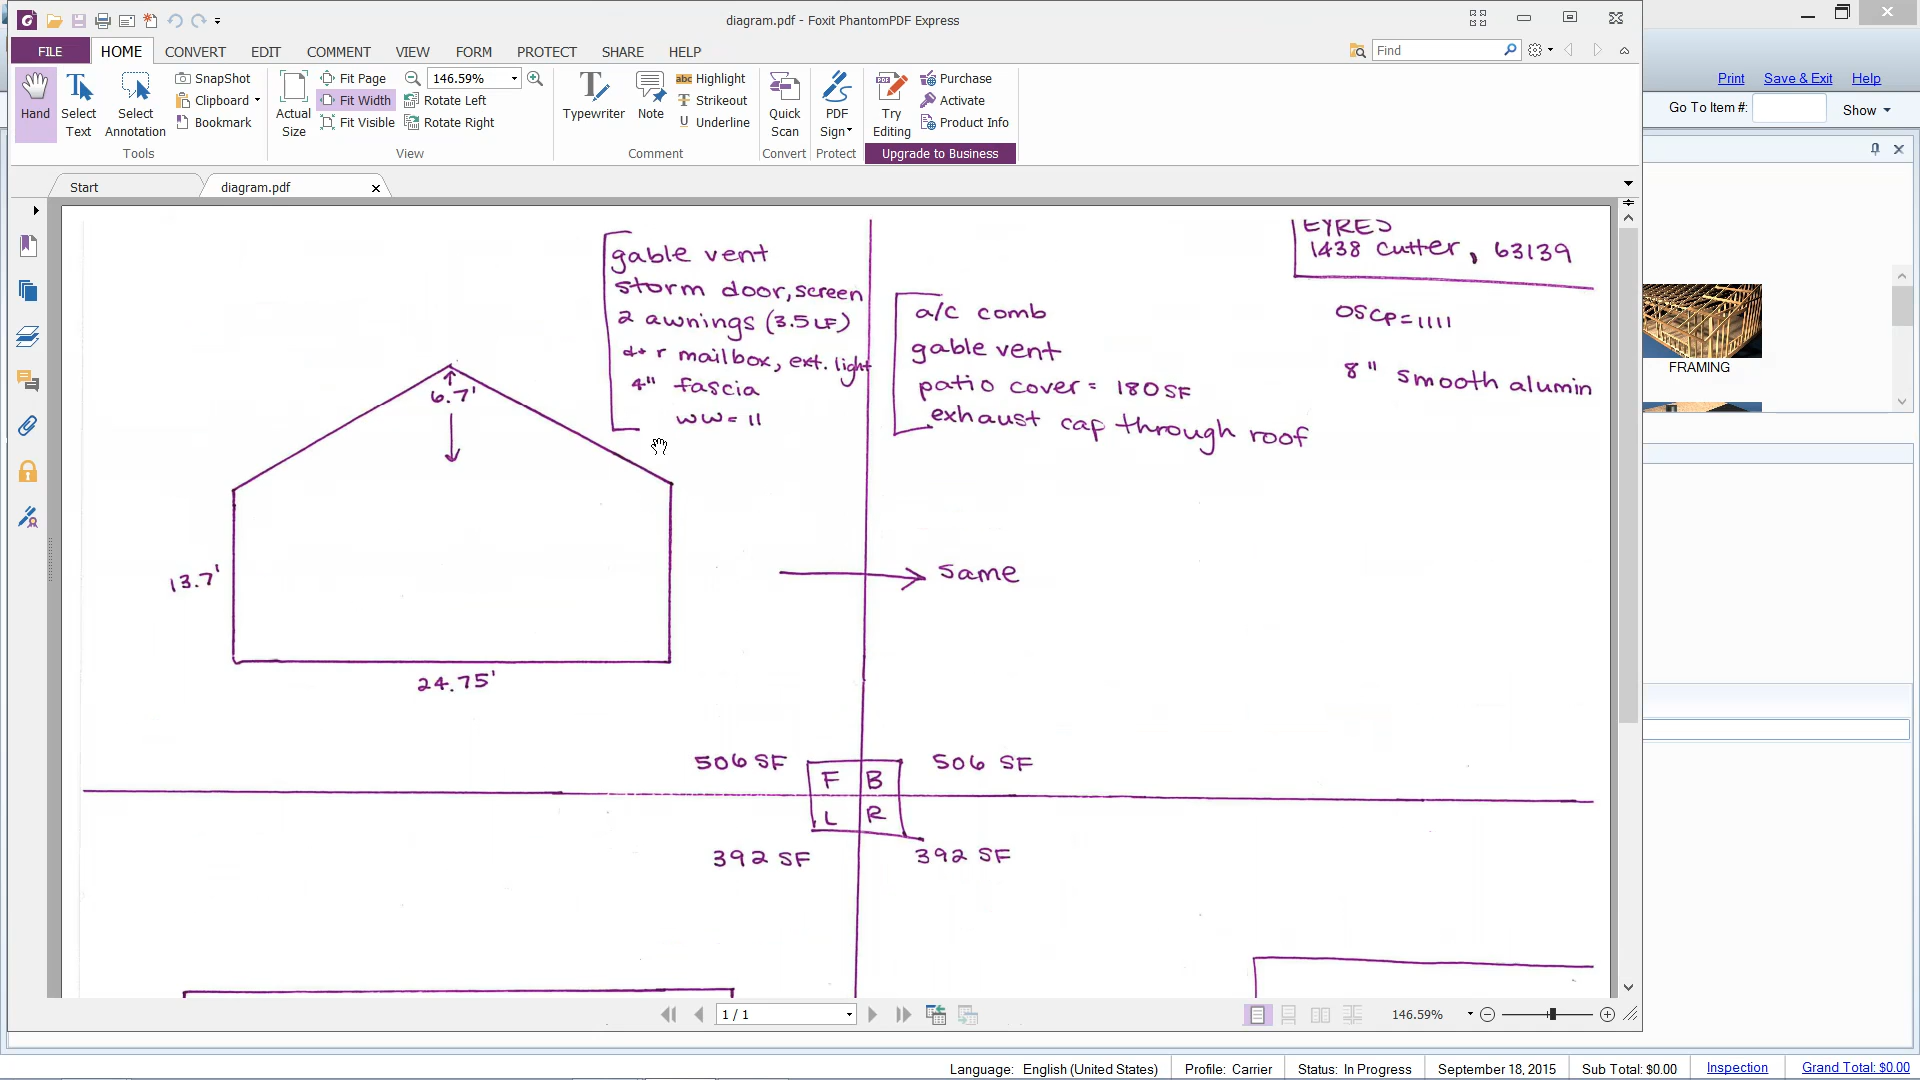 diagram.pdf - Foxit PhantomPDF Express
FILE HOME CONVERT EDIT COMMENT VIEW FORM PROTECT SHARE HELP
Find
Hand
Select Text
Select Annotation
SnapShot
Clipboard
Bookmark
Tools
Actual Size
Fit Page
Fit Width
Fit Visible
146.59%
Rotate Left
Rotate Right
View
Typewriter
Note
abc Highlight
T Strikeout
U Underline
Comment
Quick Scan
Convert
PDF Sign
Protect
Try Editing
Purchase
Activate
Product Info
Upgrade to Business
Print Save & Exit Help
Go To Item #: Show
Start diagram.pdf
gable vent
storm door, screen
2 awnings (3.5 LF)
d+r mailbox, ext. light
4" fascia
WW = 11
a/c comb
gable vent
patio cover = 180 SF
exhaust cap through roof
EYRES
1438 cutter, 63139
OSCP = 1111
8" smooth alumin
6.7'
13.7'
24.75'
same
506 SF F B 506 SF
L R
392 SF 392 SF
FRAMING
1 / 1
146.59%
Language: English (United States) Profile: Carrier Status: In Progress September 18, 2015 Sub Total: $0.00 Inspection Grand Total: $0.00